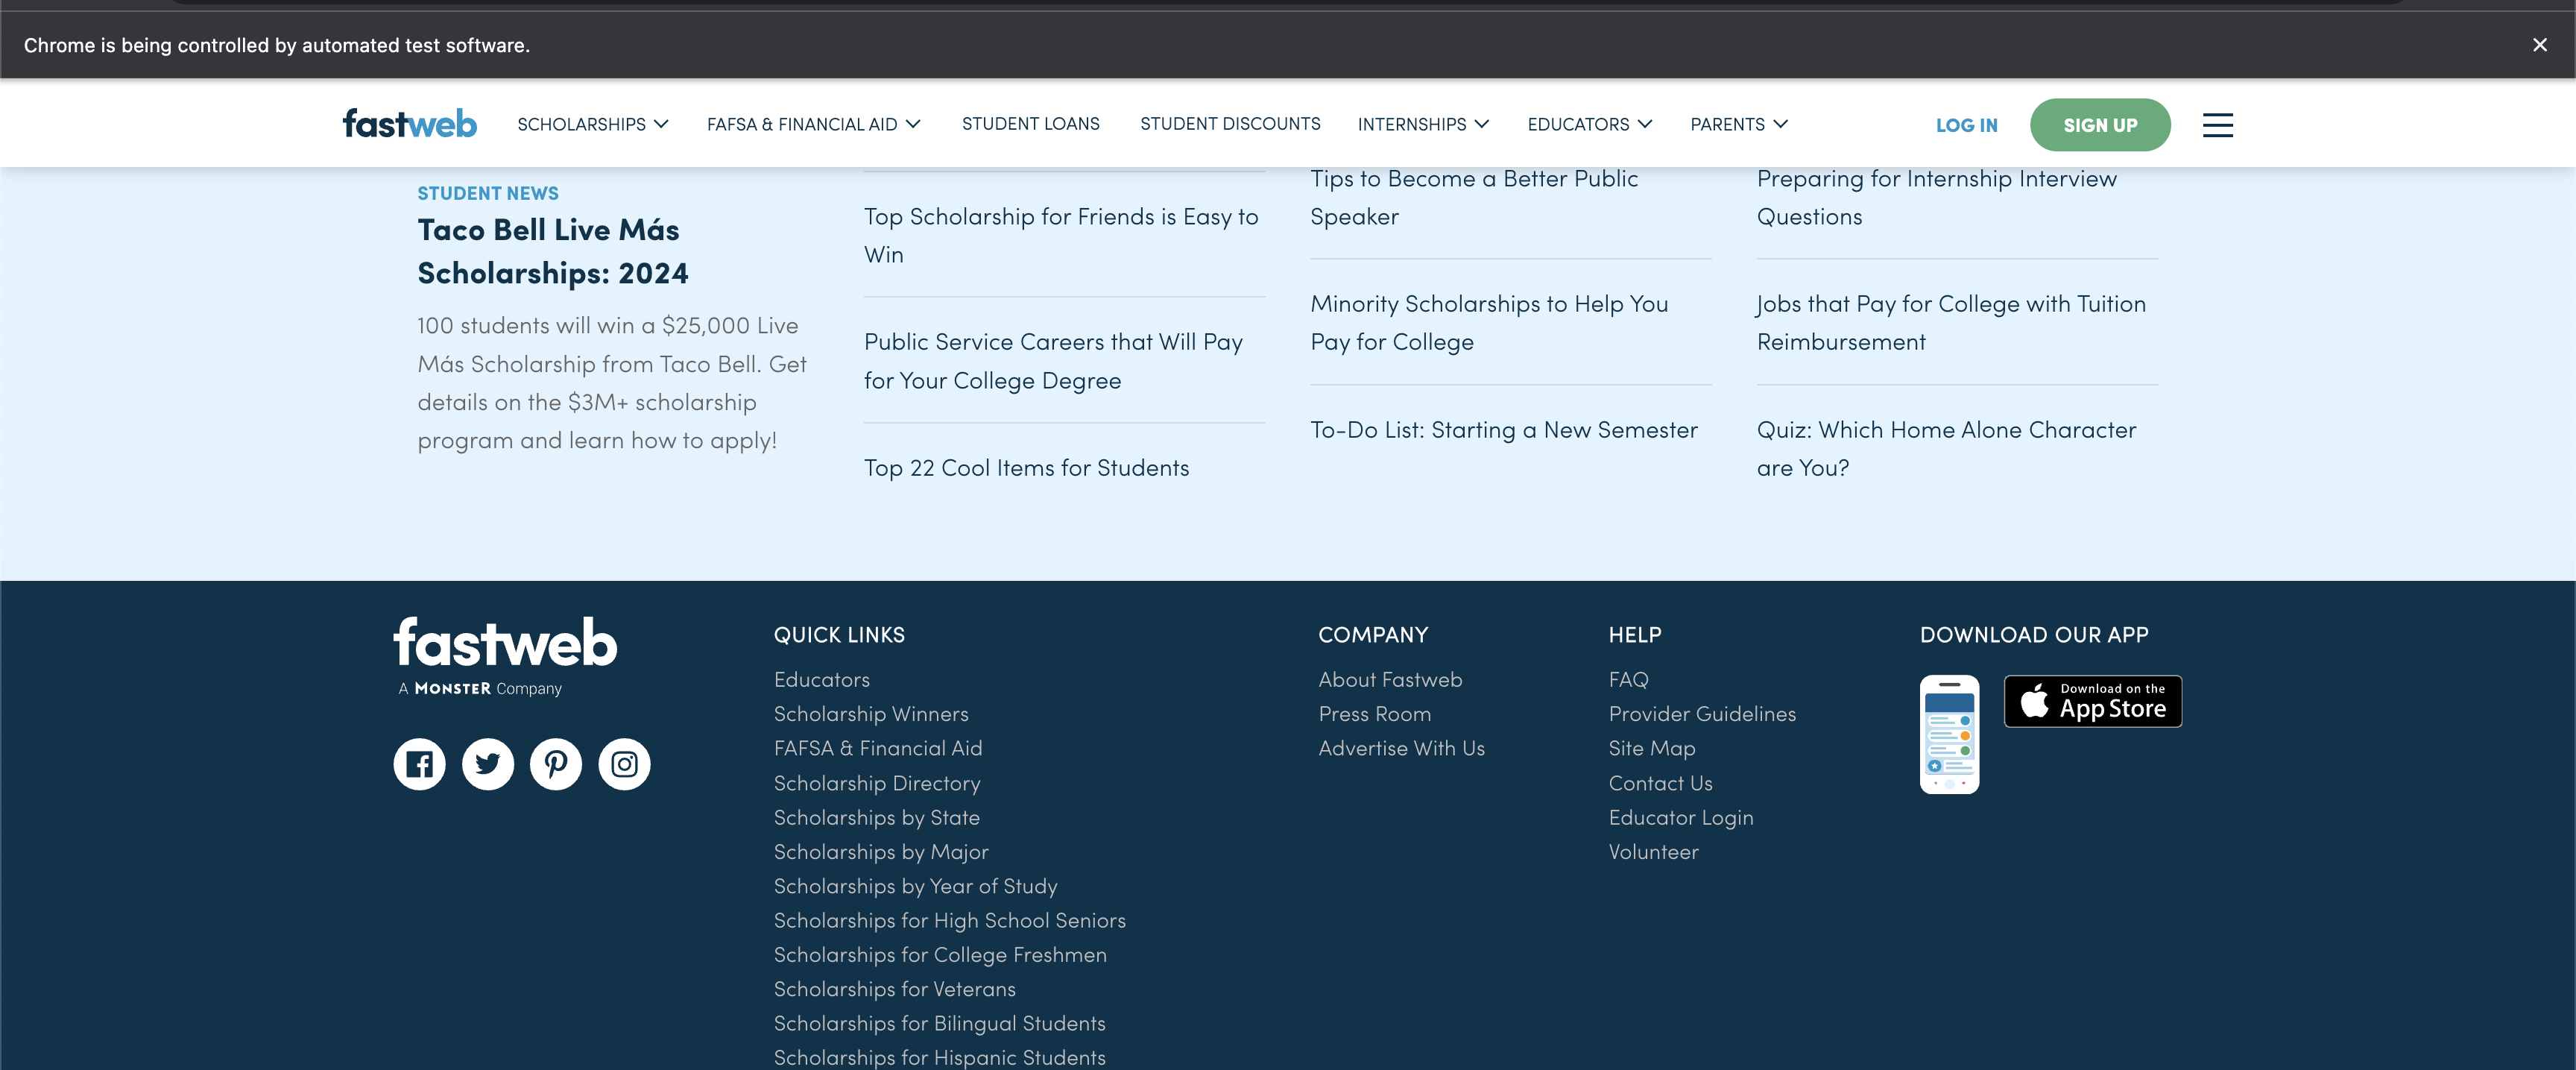 Chrome is being controlled by automated test software.
fastweb
SCHOLARSHIPS
FAFSA & FINANCIAL AID
STUDENT LOANS
STUDENT DISCOUNTS
INTERNSHIPS
EDUCATORS
PARENTS
LOG IN
SIGN UP
STUDENT NEWS
Taco Bell Live Más
Scholarships: 2024
100 students will win a $25,000 Live
Más Scholarship from Taco Bell. Get
details on the $3M+ scholarship
program and learn how to apply!
Top Scholarship for Friends is Easy to
Win
Public Service Careers that Will Pay
for Your College Degree
Top 22 Cool Items for Students
Tips to Become a Better Public
Speaker
Minority Scholarships to Help You
Pay for College
To-Do List: Starting a New Semester
Preparing for Internship Interview
Questions
Jobs that Pay for College with Tuition
Reimbursement
Quiz: Which Home Alone Character
are You?
fastweb
A MONSTER Company
QUICK LINKS
Educators
Scholarship Winners
FAFSA & Financial Aid
Scholarship Directory
Scholarships by State
Scholarships by Major
Scholarships by Year of Study
Scholarships for High School Seniors
Scholarships for College Freshmen
Scholarships for Veterans
Scholarships for Bilingual Students
Scholarships for Hispanic Students
COMPANY
About Fastweb
Press Room
Advertise With Us
HELP
FAQ
Provider Guidelines
Site Map
Contact Us
Educator Login
Volunteer
DOWNLOAD OUR APP
Download on the
App Store